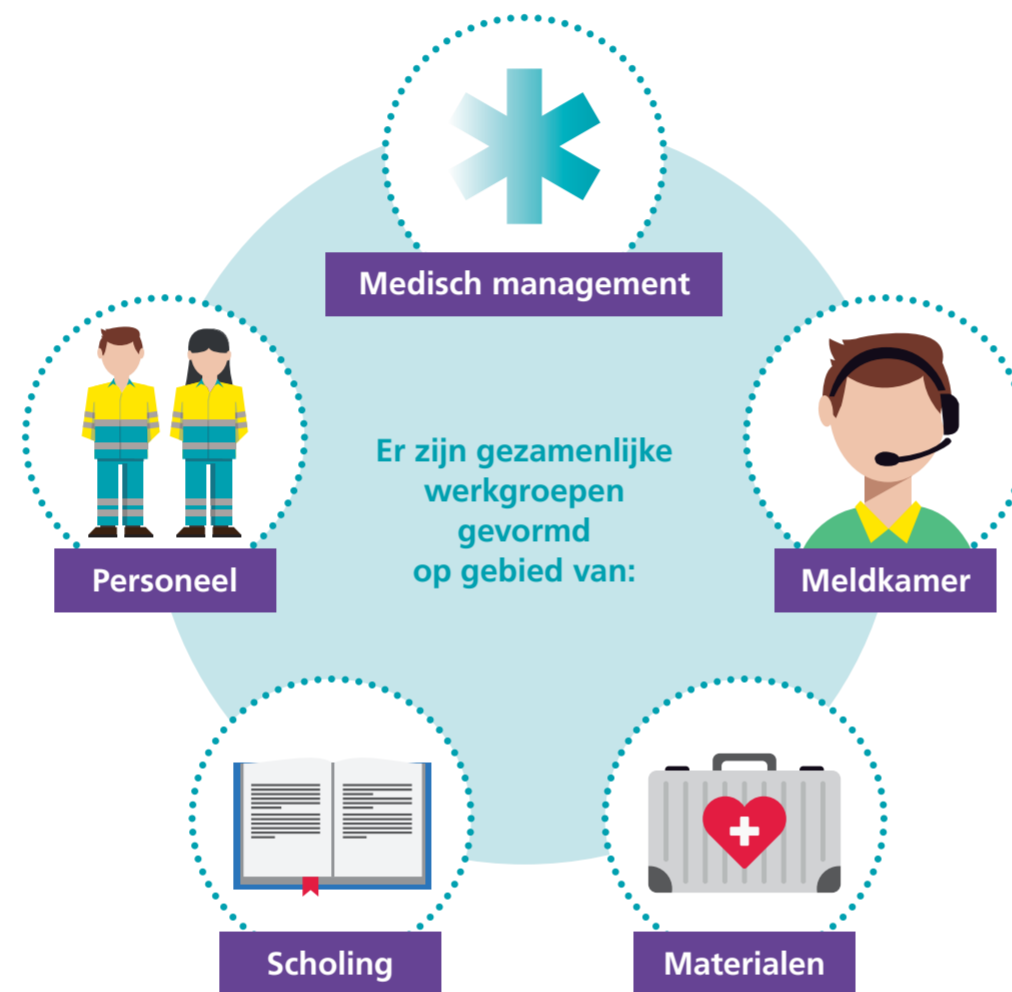 Medisch management
Er zijn gezamenlijke
werkgroepen
gevormd
op gebied van:
Personeel
Meldkamer
Scholing
Materialen